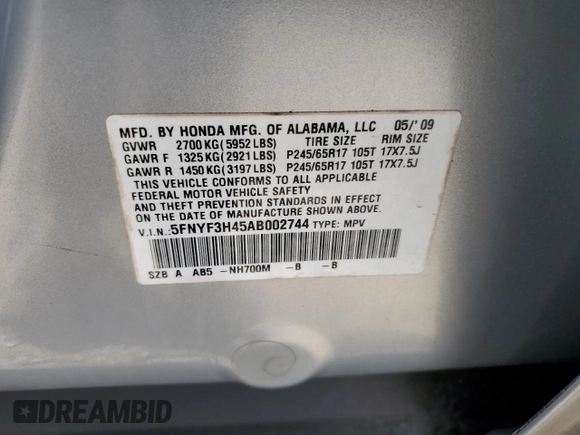 MFD. BY HONDA MFG. OF ALABAMA, LLC 05/'09
GVWR 2700 KG (5952 LBS) TIRE SIZE RIM SIZE
GAWR F 1325 KG (2921 LBS) P245/65R17 105T 17X7.5J
GAWR R 1450 KG (3197 LBS) P245/65R17 105T 17X7.5J
THIS VEHICLE CONFORMS TO ALL APPLICABLE
FEDERAL MOTOR VEHICLE SAFETY
AND THEFT PREVENTION STANDARDS IN EFFECT
ON THE DATE OF MANUFACTURE SHOWN ABOVE.
V.I.N.:5FNYF3H45AB002744 TYPE: MPV
SZB A AB5 -NH700M -B -B
DREAMBID